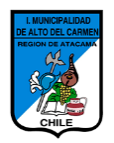 I. MUNICIPALIDAD
DE ALTO DEL CARMEN
REGION DE ATACAMA
CHILE